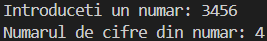 Introduceti un numar: 3456
Numarul de cifre din numar: 4